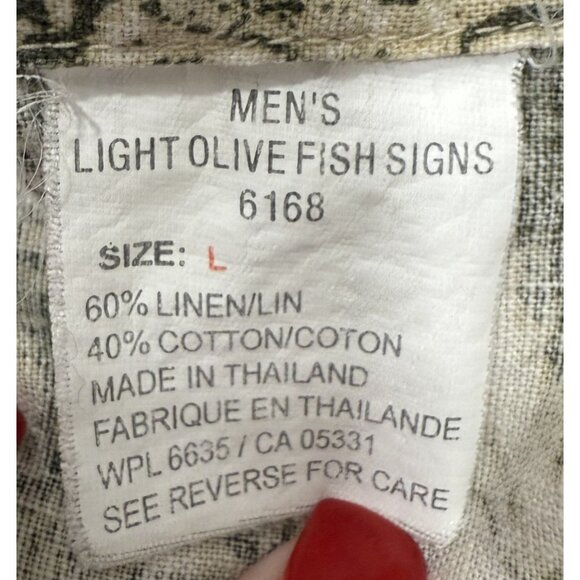 MEN'S
LIGHT OLIVE FISH SIGNS
6168
SIZE: L
60% LINEN/LIN
40% COTTON/COTON
MADE IN THAILAND
FABRIQUE EN THAILANDE
WPL 6635 / CA 05331
SEE REVERSE FOR CARE